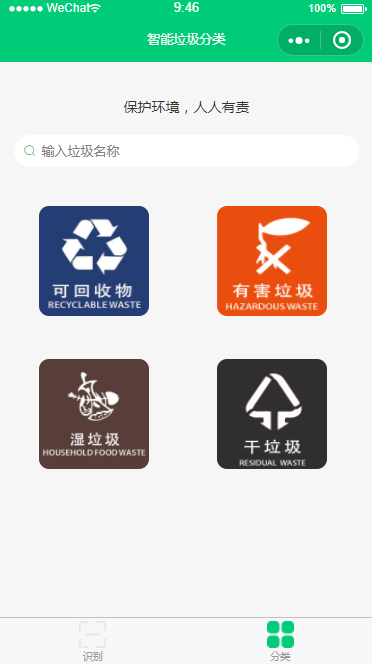 WeChat
9:46
100%
智能垃圾分类
保护环境，人人有责
输入垃圾名称
可回收物
RECYCLABLE WASTE
有害垃圾
HAZARDOUS WASTE
湿垃圾
HOUSEHOLD FOOD WASTE
干垃圾
RESIDUAL WASTE
识别
分类